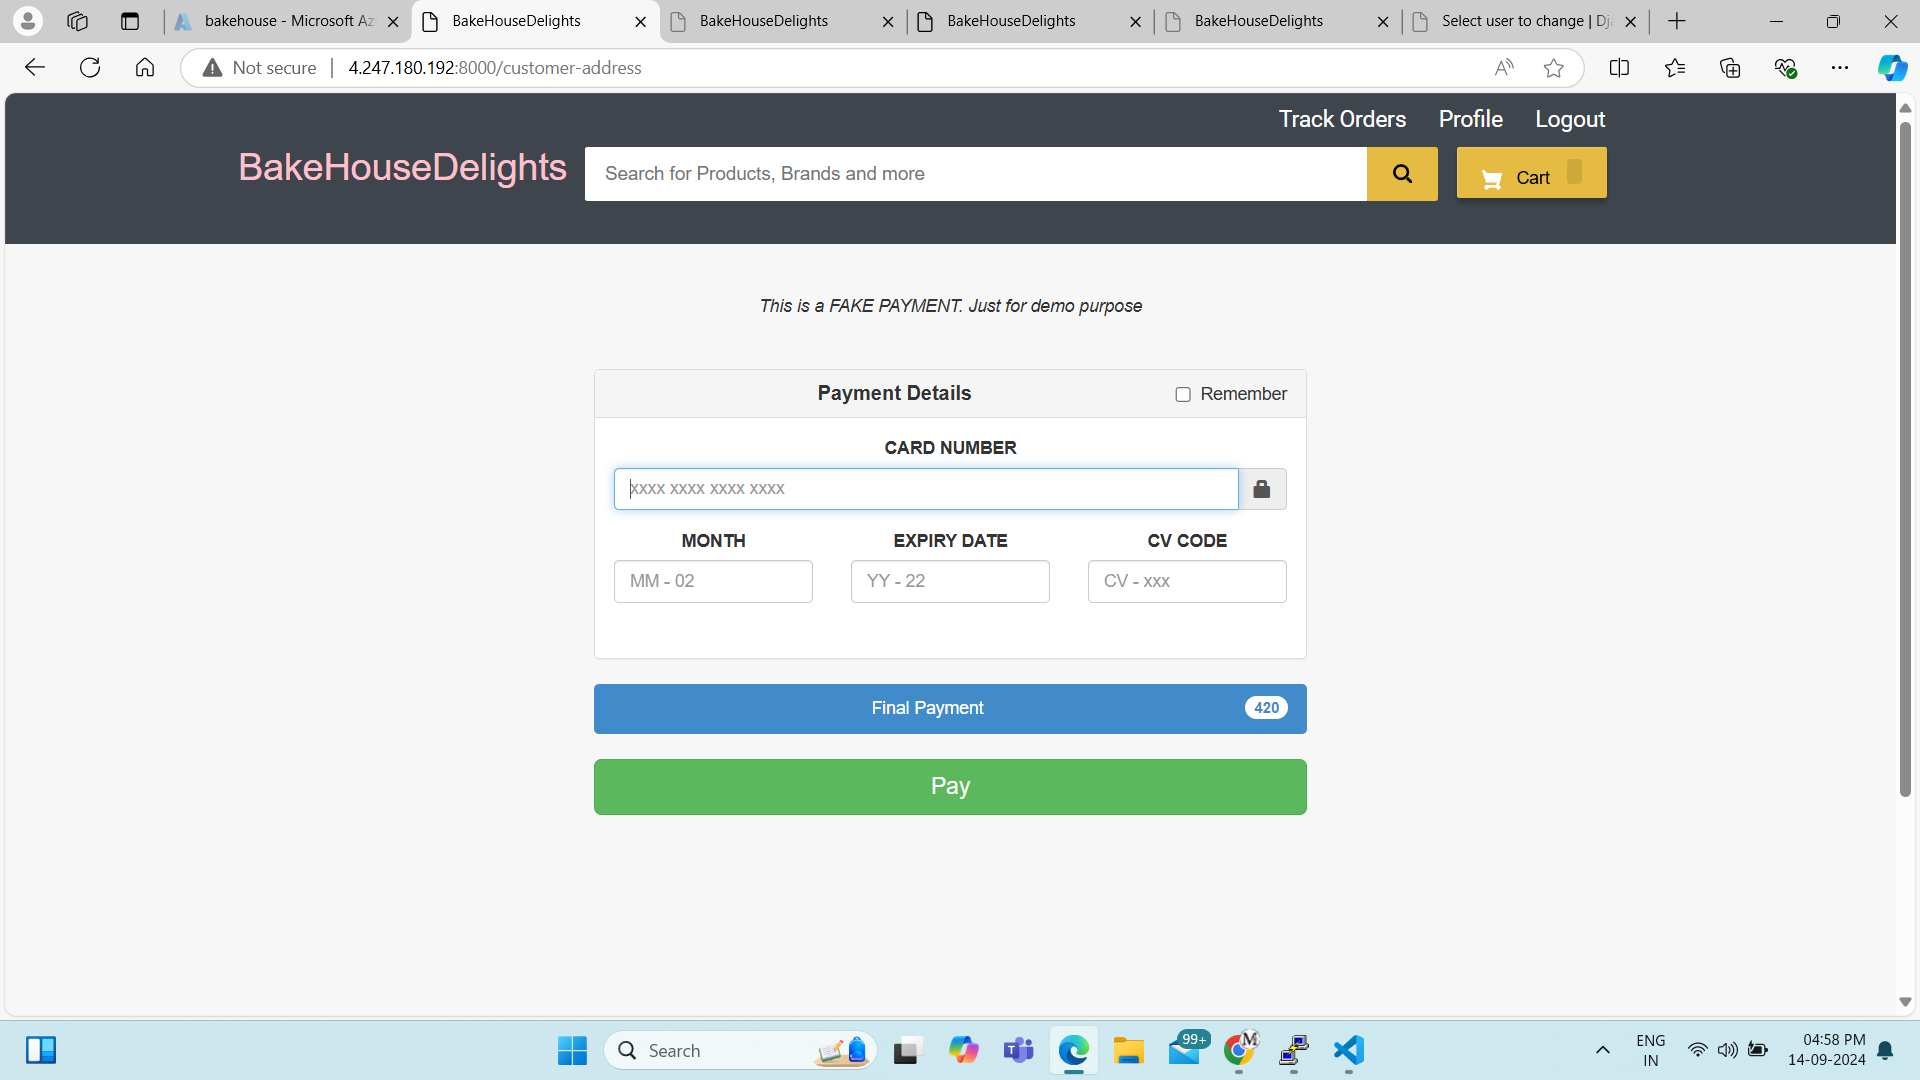 bakehouse - Microsoft Az
BakeHouseDelights
BakeHouseDelights
BakeHouseDelights
BakeHouseDelights
Select user to change | Dj
Not secure
4.247.180.192:8000/customer-address
Track Orders
Profile
Logout
BakeHouseDelights
Search for Products, Brands and more
Cart
This is a FAKE PAYMENT. Just for demo purpose
Payment Details
Remember
CARD NUMBER
xxxx xxxx xxxx xxxx
MONTH
EXPIRY DATE
CV CODE
MM - 02
YY - 22
CV - xxx
Final Payment
420
Pay
Search
99+
M
ENG
IN
04:58 PM
14-09-2024